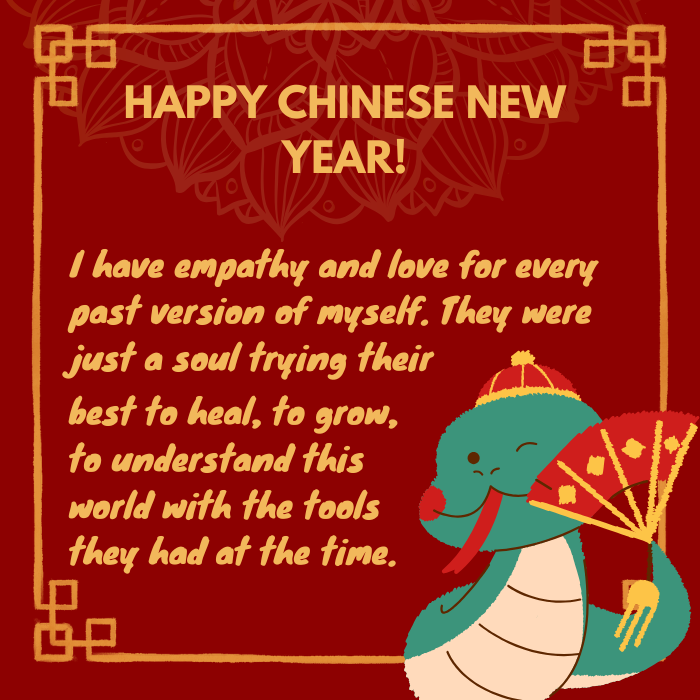 HAPPY CHINESE NEW
YEAR!
I have empathy and love for every
past version of myself. They were
just a soul trying their
best to heal, to grow,
to understand this
world with the tools
they had at the time.